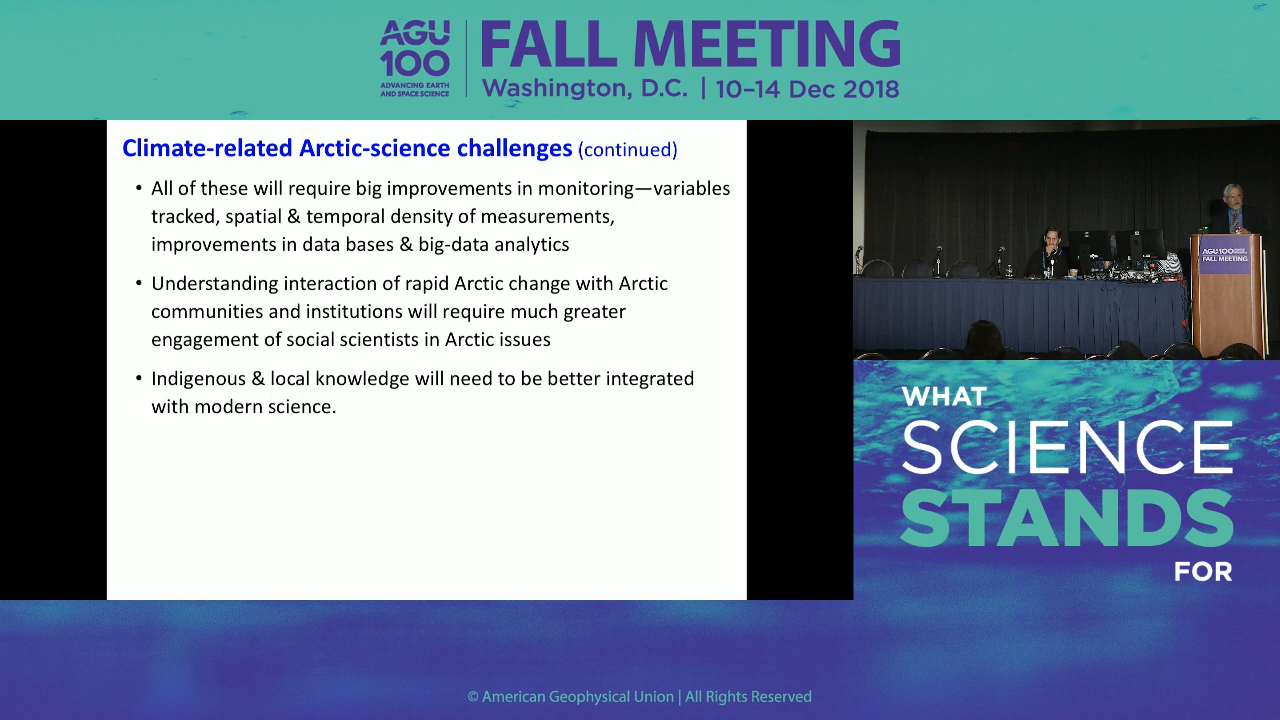 AGU
100
ADVANCING EARTH
AND SPACE SCIENCE
FALL MEETING
Washington, D.C. | 10–14 Dec 2018
Climate-related Arctic-science challenges (continued)
• All of these will require big improvements in monitoring—variables
tracked, spatial & temporal density of measurements,
improvements in data bases & big-data analytics
• Understanding interaction of rapid Arctic change with Arctic
communities and institutions will require much greater
engagement of social scientists in Arctic issues
• Indigenous & local knowledge will need to be better integrated
with modern science.
AGU100
FALL MEETING
WHAT
SCIENCE
STANDS
FOR
© American Geophysical Union | All Rights Reserved